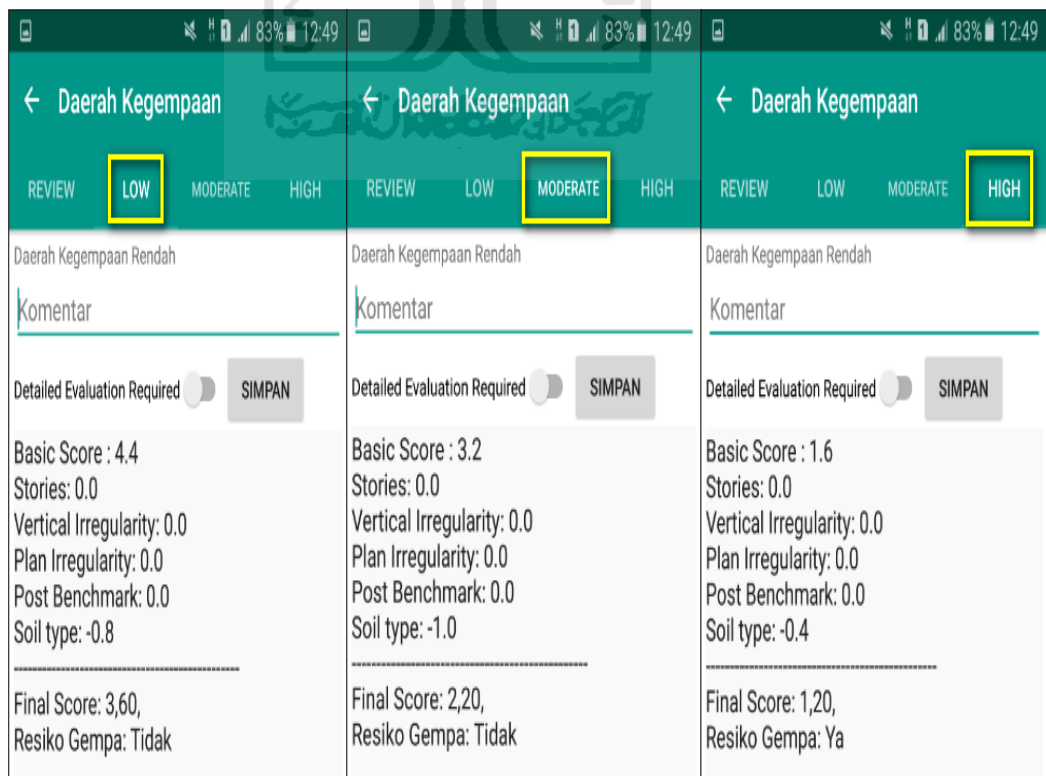 83% 12:49
Daerah Kegempaan
REVIEW LOW MODERATE HIGH
Daerah Kegempaan Rendah
Komentar
Detailed Evaluation Required SIMPAN
Basic Score : 4.4
Stories: 0.0
Vertical Irregularity: 0.0
Plan Irregularity: 0.0
Post Benchmark: 0.0
Soil type: -0.8
----------------------------------------------
Final Score: 3,60,
Resiko Gempa: Tidak
83% 12:49
Daerah Kegempaan
REVIEW LOW MODERATE HIGH
Daerah Kegempaan Rendah
Komentar
Detailed Evaluation Required SIMPAN
Basic Score : 3.2
Stories: 0.0
Vertical Irregularity: 0.0
Plan Irregularity: 0.0
Post Benchmark: 0.0
Soil type: -1.0
----------------------------------------------
Final Score: 2,20,
Resiko Gempa: Tidak
83% 12:49
Daerah Kegempaan
REVIEW LOW MODERATE HIGH
Daerah Kegempaan Rendah
Komentar
Detailed Evaluation Required SIMPAN
Basic Score : 1.6
Stories: 0.0
Vertical Irregularity: 0.0
Plan Irregularity: 0.0
Post Benchmark: 0.0
Soil type: -0.4
----------------------------------------------
Final Score: 1,20,
Resiko Gempa: Ya